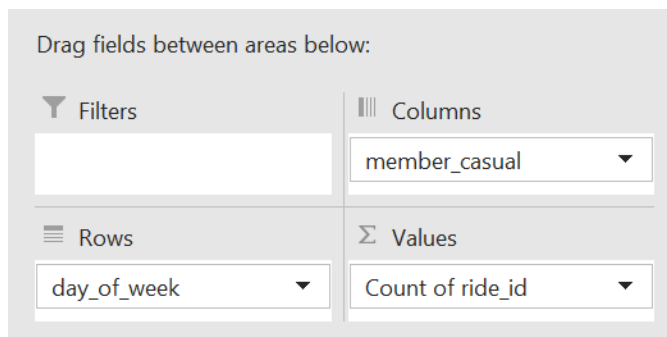 Drag fields between areas below:
Filters
Columns
member_casual
Rows
Σ Values
day_of_week
Count of ride_id